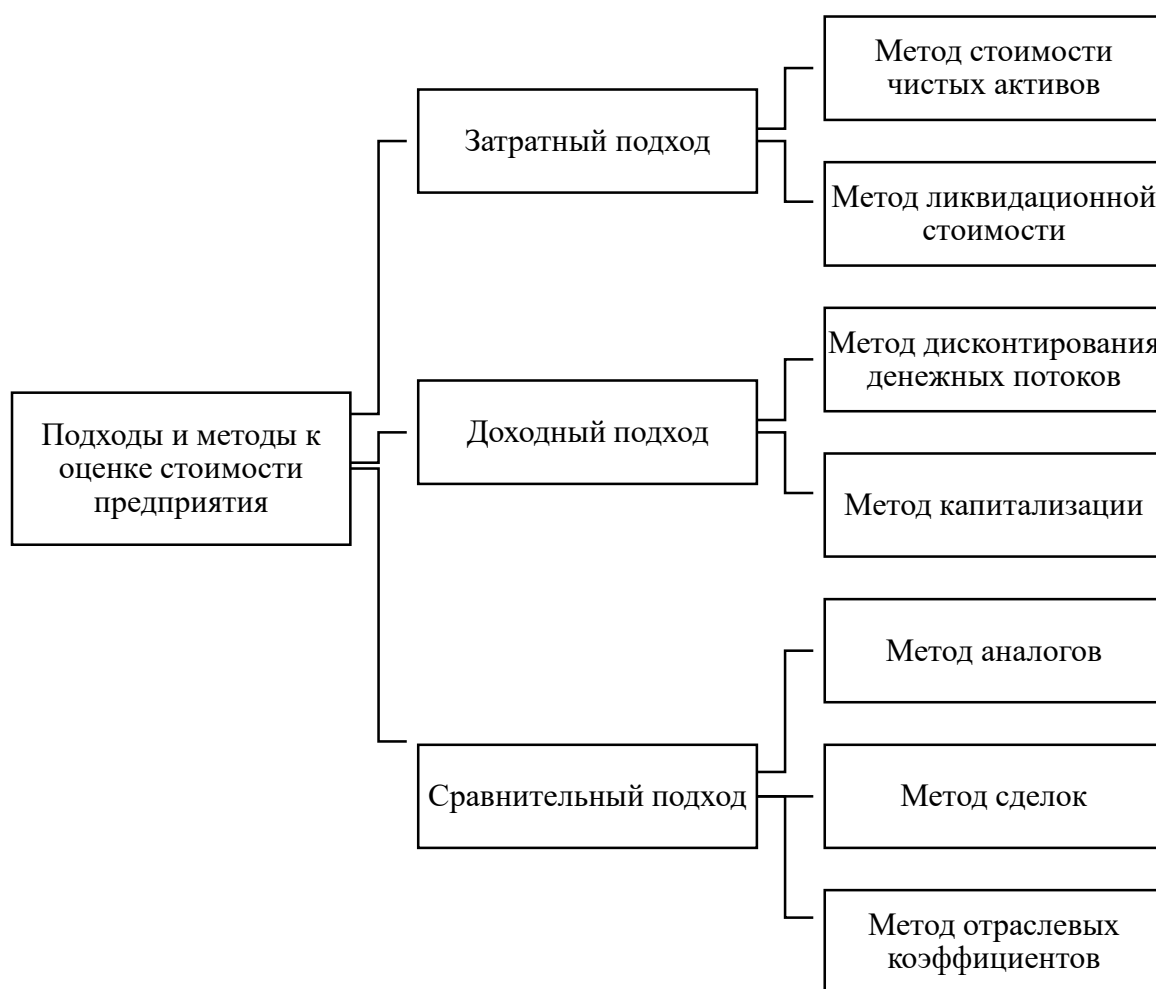 Подходы и методы к
оценке стоимости
предприятия
Затратный подход
Метод стоимости
чистых активов
Метод ликвидационной
стоимости
Доходный подход
Метод дисконтирования
денежных потоков
Метод капитализации
Сравнительный подход
Метод аналогов
Метод сделок
Метод отраслевых
коэффициентов